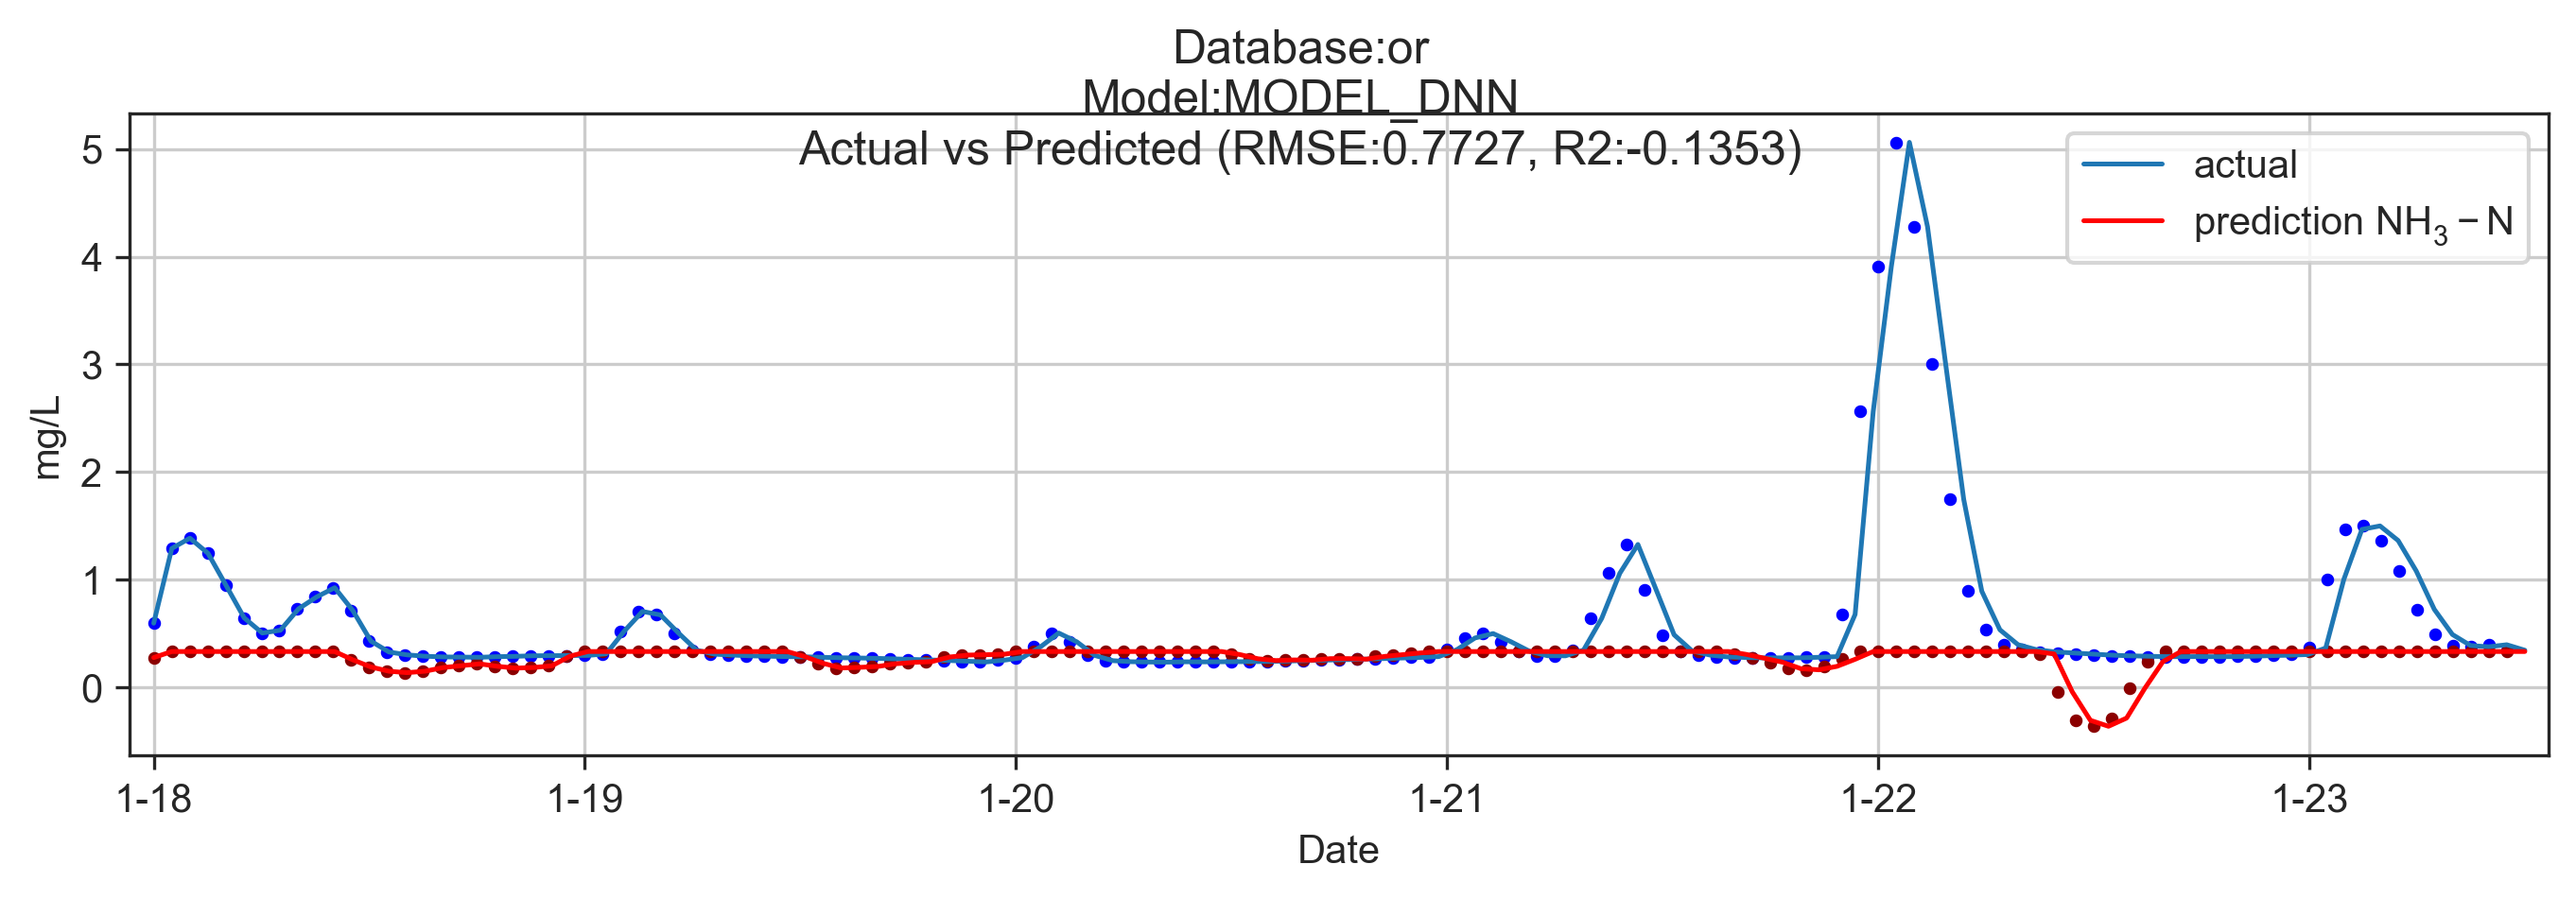 Database:or
Model:MODEL_DNN
Actual vs Predicted (RMSE:0.7727, R2:-0.1353)
actual
prediction NH₃ − N
5
4
3
2
1
0
mg/L
1-18 1-19 1-20 1-21 1-22 1-23
Date